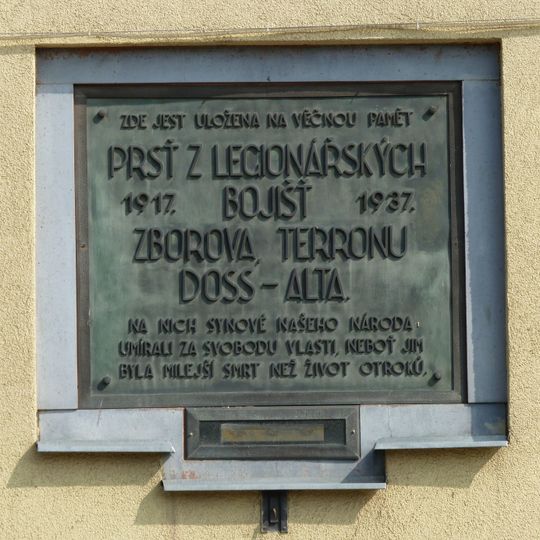 ZDE JEST ULOŽENA NA VĚČNOU PAMĚT
PRSŤ Z LEGIONÁŘSKÝCH
1917. BOJIŠŤ 1937.
ZBOROVA, TERRONU
DOSS – ALTA.
NA NICH SYNOVÉ NAŠEHO NÁRODA
UMÍRALI ZA SVOBODU VLASTI, NEBOŤ JIM
BYLA MILEJŠÍ SMRT NEŽ ŽIVOT OTROKŮ.